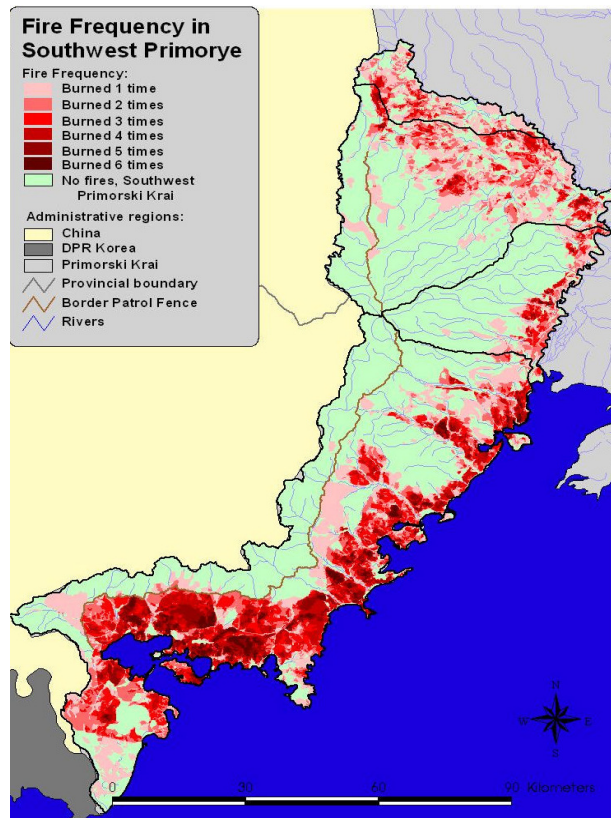 Fire Frequency in
Southwest Primorye
Fire Frequency:
Burned 1 time
Burned 2 times
Burned 3 times
Burned 4 times
Burned 5 times
Burned 6 times
No fires, Southwest
Primorski Krai
Administrative regions:
China
DPR Korea
Primorski Krai
Provincial boundary
Border Patrol Fence
Rivers
N
W E
S
0 30 60 90 Kilometers